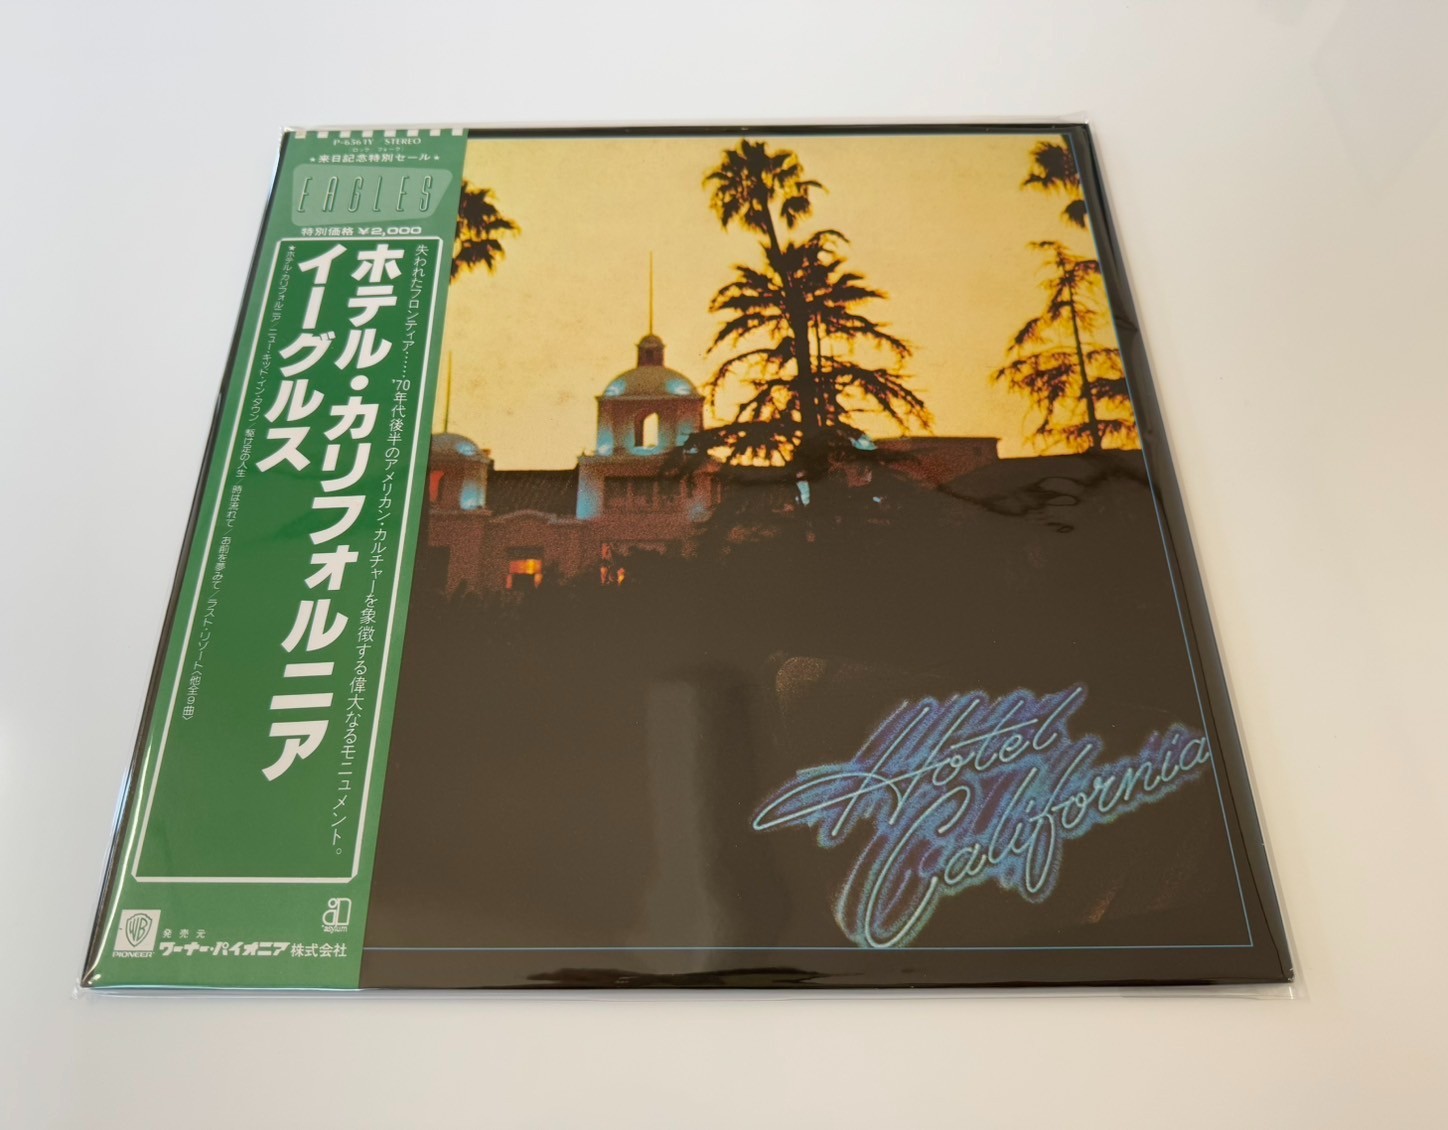 P-6561Y STEREO
(ロック フォーク)
★来日記念特別セール★
EAGLES
特別価格 ¥2,000
失われたフロンティア……'70年代後半のアメリカン・カルチャーを象徴する偉大なるモニュメント。
ホテル・カリフォルニア
イーグルス
★ホテル・カリフォルニア/ニュー・キッド・イン・タウン/駆け足の人生/時は流れて/お前を夢みて/ラスト・リゾート〈他全9曲〉
asylum
WB
PIONEER
発売元
ワーナー・パイオニア株式会社
Hotel
California